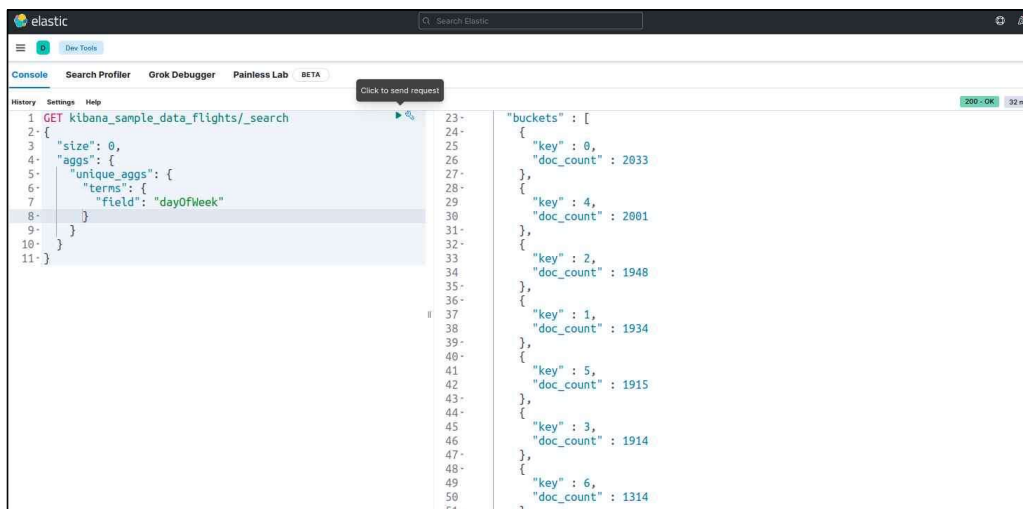 elastic
Search Elastic
D
Dev Tools
Console Search Profiler Grok Debugger Painless Lab BETA
Click to send request
History Settings Help
200 - OK 32
1 GET kibana_sample_data_flights/_search
2 {
3 "size": 0,
4 "aggs": {
5 "unique_aggs": {
6 "terms": {
7 "field": "dayOfWeek"
8 }
9 }
10 }
11 }
23 "buckets" : [
24 {
25 "key" : 0,
26 "doc_count" : 2033
27 },
28 {
29 "key" : 4,
30 "doc_count" : 2001
31 },
32 {
33 "key" : 2,
34 "doc_count" : 1948
35 },
36 {
37 "key" : 1,
38 "doc_count" : 1934
39 },
40 {
41 "key" : 5,
42 "doc_count" : 1915
43 },
44 {
45 "key" : 3,
46 "doc_count" : 1914
47 },
48 {
49 "key" : 6,
50 "doc_count" : 1314